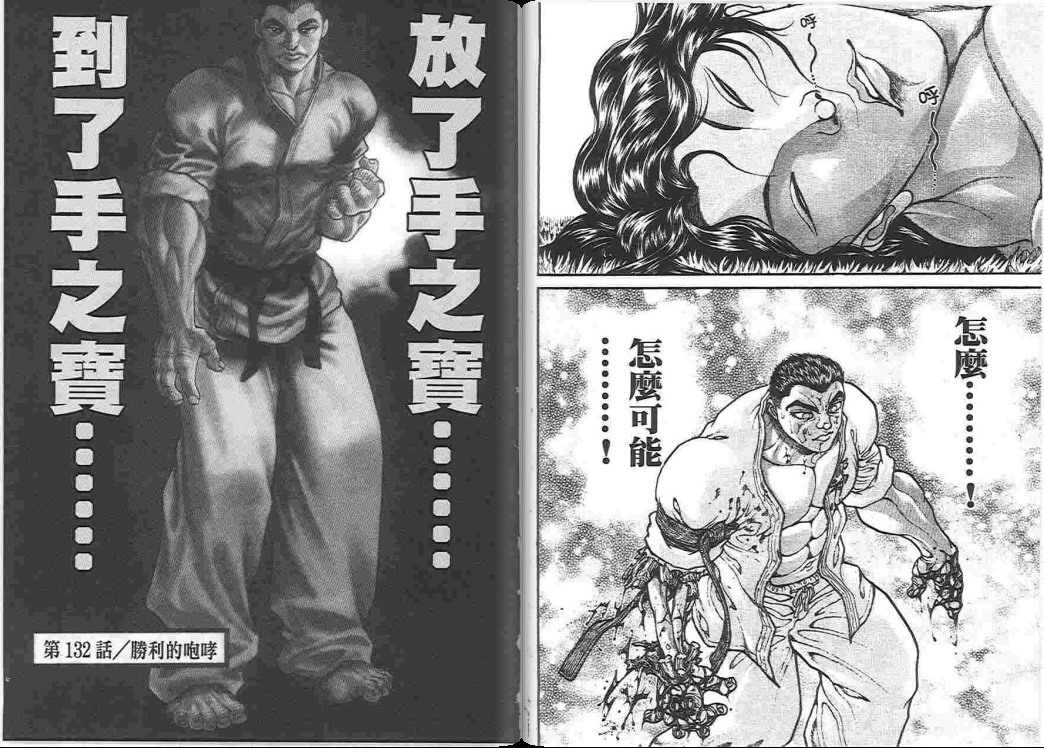 呼……
呼……
怎麼…………！
怎麼可能
…………！
放了手之寶……
到了手之寶……
第132話／勝利的咆哮